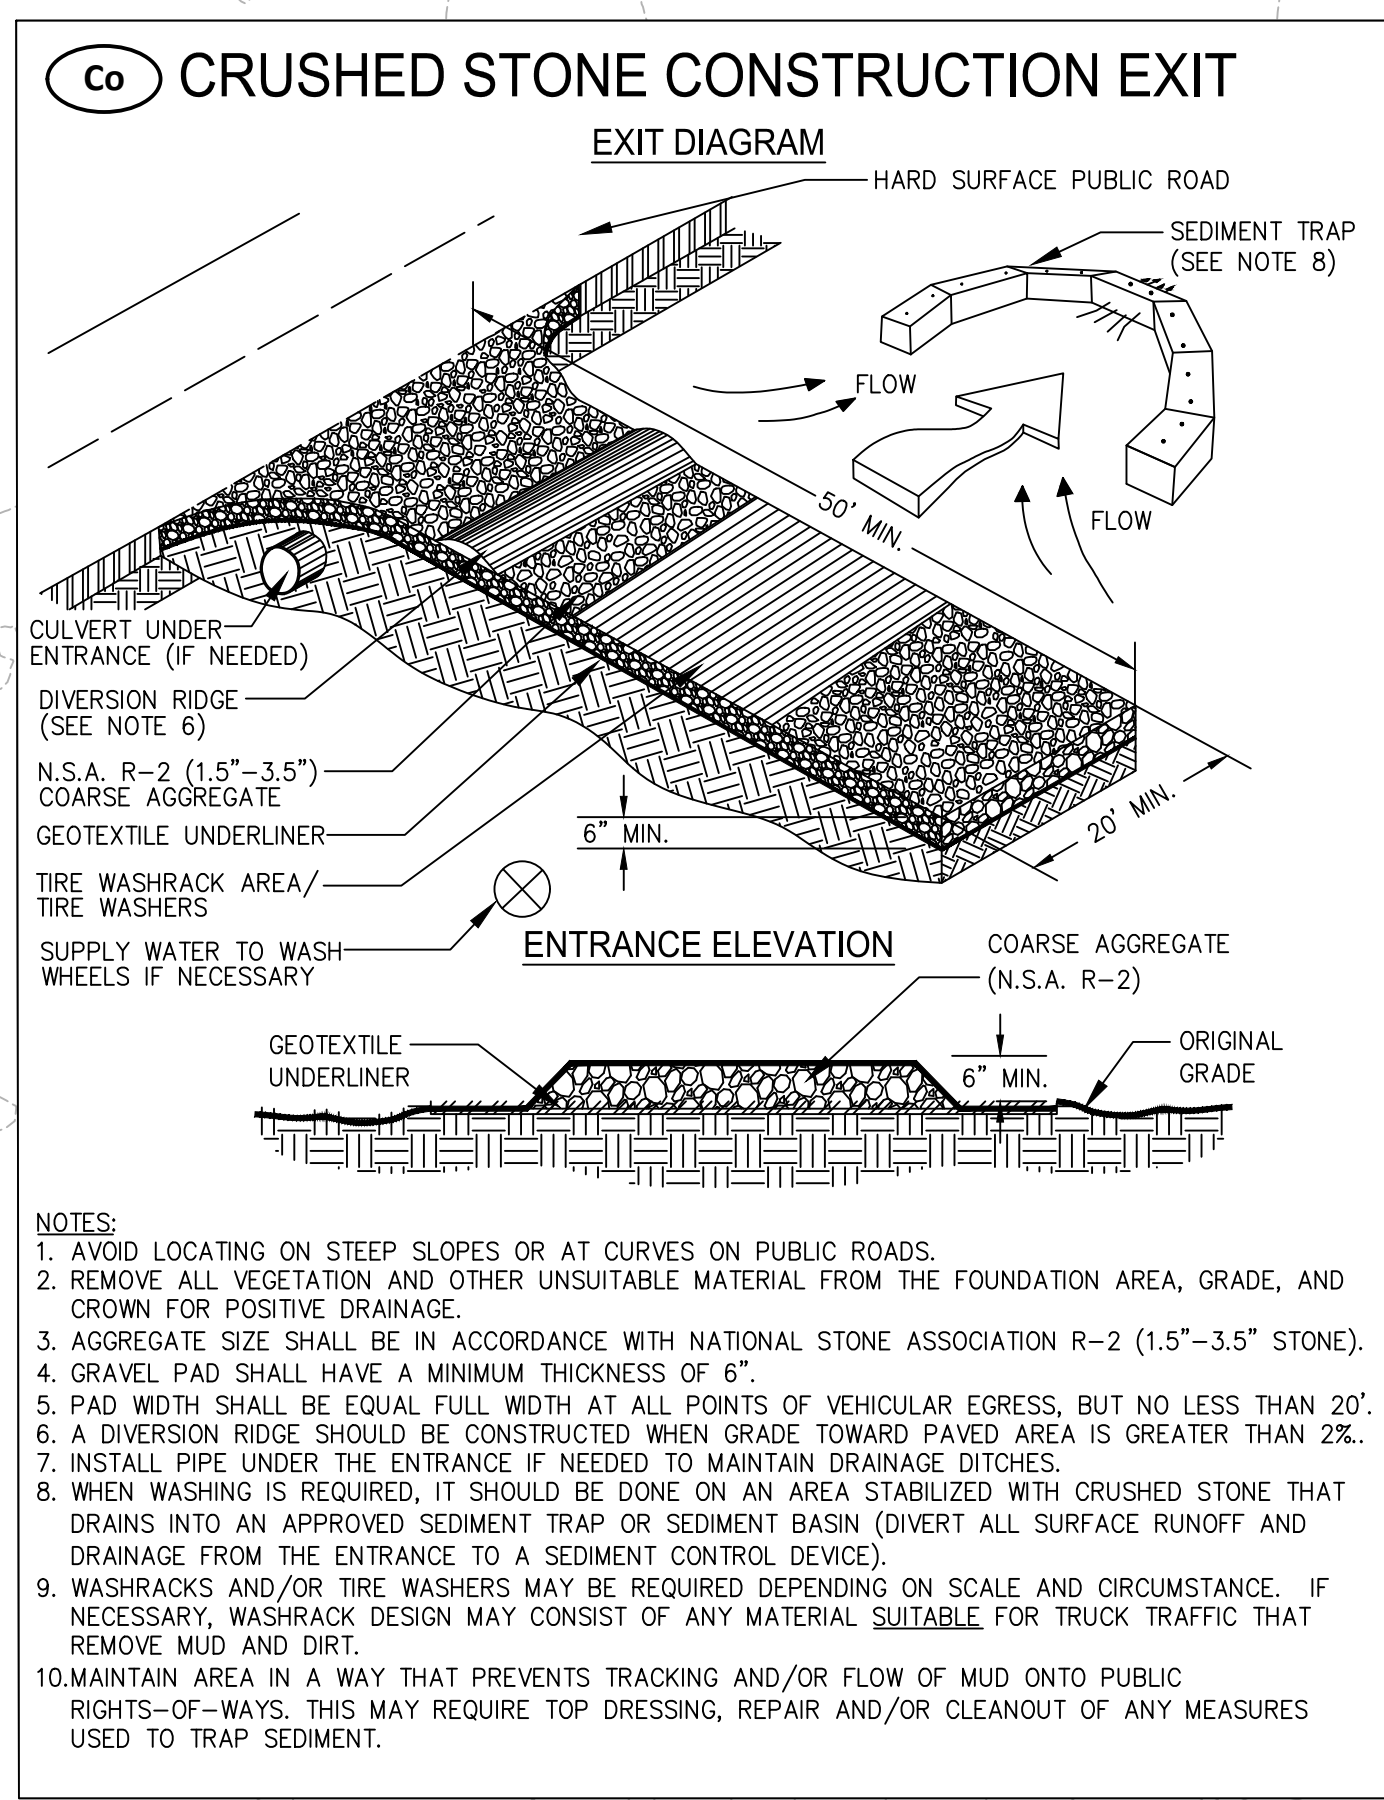 Co CRUSHED STONE CONSTRUCTION EXIT
EXIT DIAGRAM
HARD SURFACE PUBLIC ROAD
SEDIMENT TRAP
(SEE NOTE 8)
FLOW
50' MIN.
FLOW
CULVERT UNDER
ENTRANCE (IF NEEDED)
DIVERSION RIDGE
(SEE NOTE 6)
N.S.A. R-2 (1.5"-3.5")
COARSE AGGREGATE
GEOTEXTILE UNDERLINER
6" MIN.
20' MIN.
TIRE WASHRACK AREA/
TIRE WASHERS
SUPPLY WATER TO WASH
WHEELS IF NECESSARY
ENTRANCE ELEVATION
COARSE AGGREGATE
(N.S.A. R-2)
GEOTEXTILE
UNDERLINER
6" MIN.
ORIGINAL
GRADE
NOTES:
1. AVOID LOCATING ON STEEP SLOPES OR AT CURVES ON PUBLIC ROADS.
2. REMOVE ALL VEGETATION AND OTHER UNSUITABLE MATERIAL FROM THE FOUNDATION AREA, GRADE, AND
CROWN FOR POSITIVE DRAINAGE.
3. AGGREGATE SIZE SHALL BE IN ACCORDANCE WITH NATIONAL STONE ASSOCIATION R-2 (1.5"-3.5" STONE).
4. GRAVEL PAD SHALL HAVE A MINIMUM THICKNESS OF 6".
5. PAD WIDTH SHALL BE EQUAL FULL WIDTH AT ALL POINTS OF VEHICULAR EGRESS, BUT NO LESS THAN 20'.
6. A DIVERSION RIDGE SHOULD BE CONSTRUCTED WHEN GRADE TOWARD PAVED AREA IS GREATER THAN 2%..
7. INSTALL PIPE UNDER THE ENTRANCE IF NEEDED TO MAINTAIN DRAINAGE DITCHES.
8. WHEN WASHING IS REQUIRED, IT SHOULD BE DONE ON AN AREA STABILIZED WITH CRUSHED STONE THAT
DRAINS INTO AN APPROVED SEDIMENT TRAP OR SEDIMENT BASIN (DIVERT ALL SURFACE RUNOFF AND
DRAINAGE FROM THE ENTRANCE TO A SEDIMENT CONTROL DEVICE).
9. WASHRACKS AND/OR TIRE WASHERS MAY BE REQUIRED DEPENDING ON SCALE AND CIRCUMSTANCE. IF
NECESSARY, WASHRACK DESIGN MAY CONSIST OF ANY MATERIAL SUITABLE FOR TRUCK TRAFFIC THAT
REMOVE MUD AND DIRT.
10.MAINTAIN AREA IN A WAY THAT PREVENTS TRACKING AND/OR FLOW OF MUD ONTO PUBLIC
RIGHTS-OF-WAYS. THIS MAY REQUIRE TOP DRESSING, REPAIR AND/OR CLEANOUT OF ANY MEASURES
USED TO TRAP SEDIMENT.